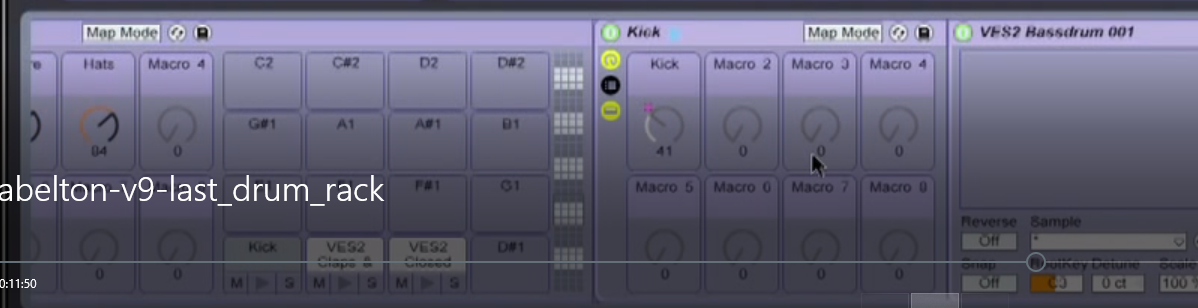 Map Mode
Kick
Map Mode
VES2 Bassdrum 001
Hats
Macro 4
C2
C#2
D2
D#2
Kick
Macro 2
Macro 3
Macro 4
84
0
G#1
A1
A#1
B1
41
0
0
0
abelton-v9-last_drum_rack
F#1
G1
Macro 5
Macro 6
Macro 7
Macro 8
Reverse
Sample
Off
*
0
0
Kick
VES2
Claps &
VES2
Closed
D#1
0
0
0
0
Snap
RootKey
Detune
Scale
0:11:50
M
S
M
S
M
S
Off
0 ct
100